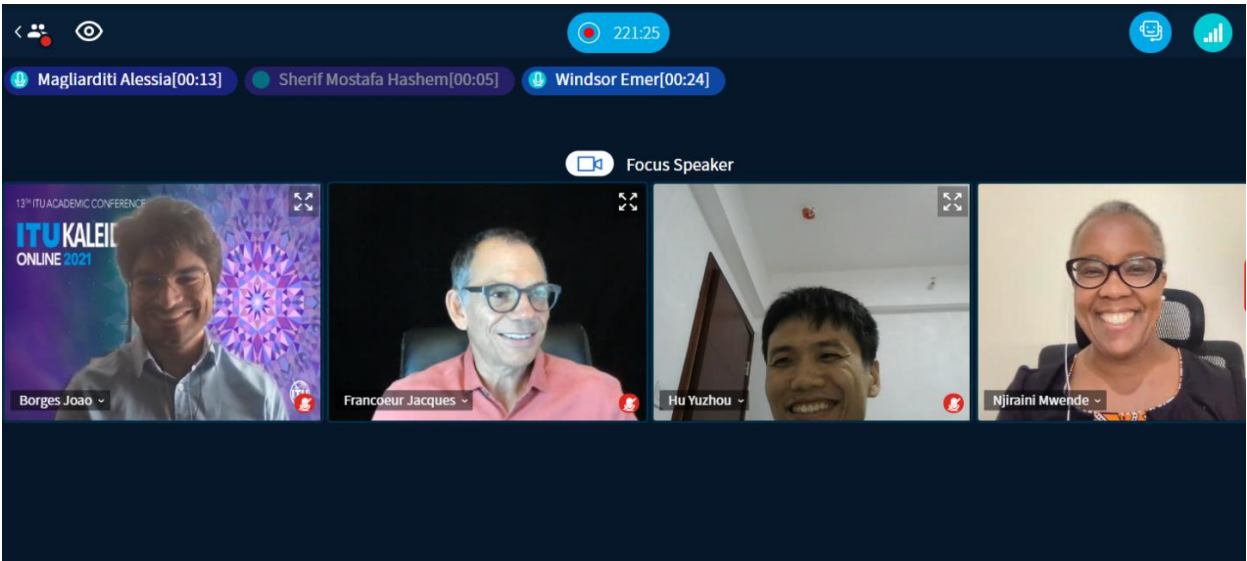 221:25
Magliarditi Alessia[00:13]
Sherif Mostafa Hashem[00:05]
Windsor Emer[00:24]
Focus Speaker
13TH ITU ACADEMIC CONFERENCE
ITU KALEID
ONLINE 2021
Borges Joao
Francoeur Jacques
Hu Yuzhou
Njiraini Mwende